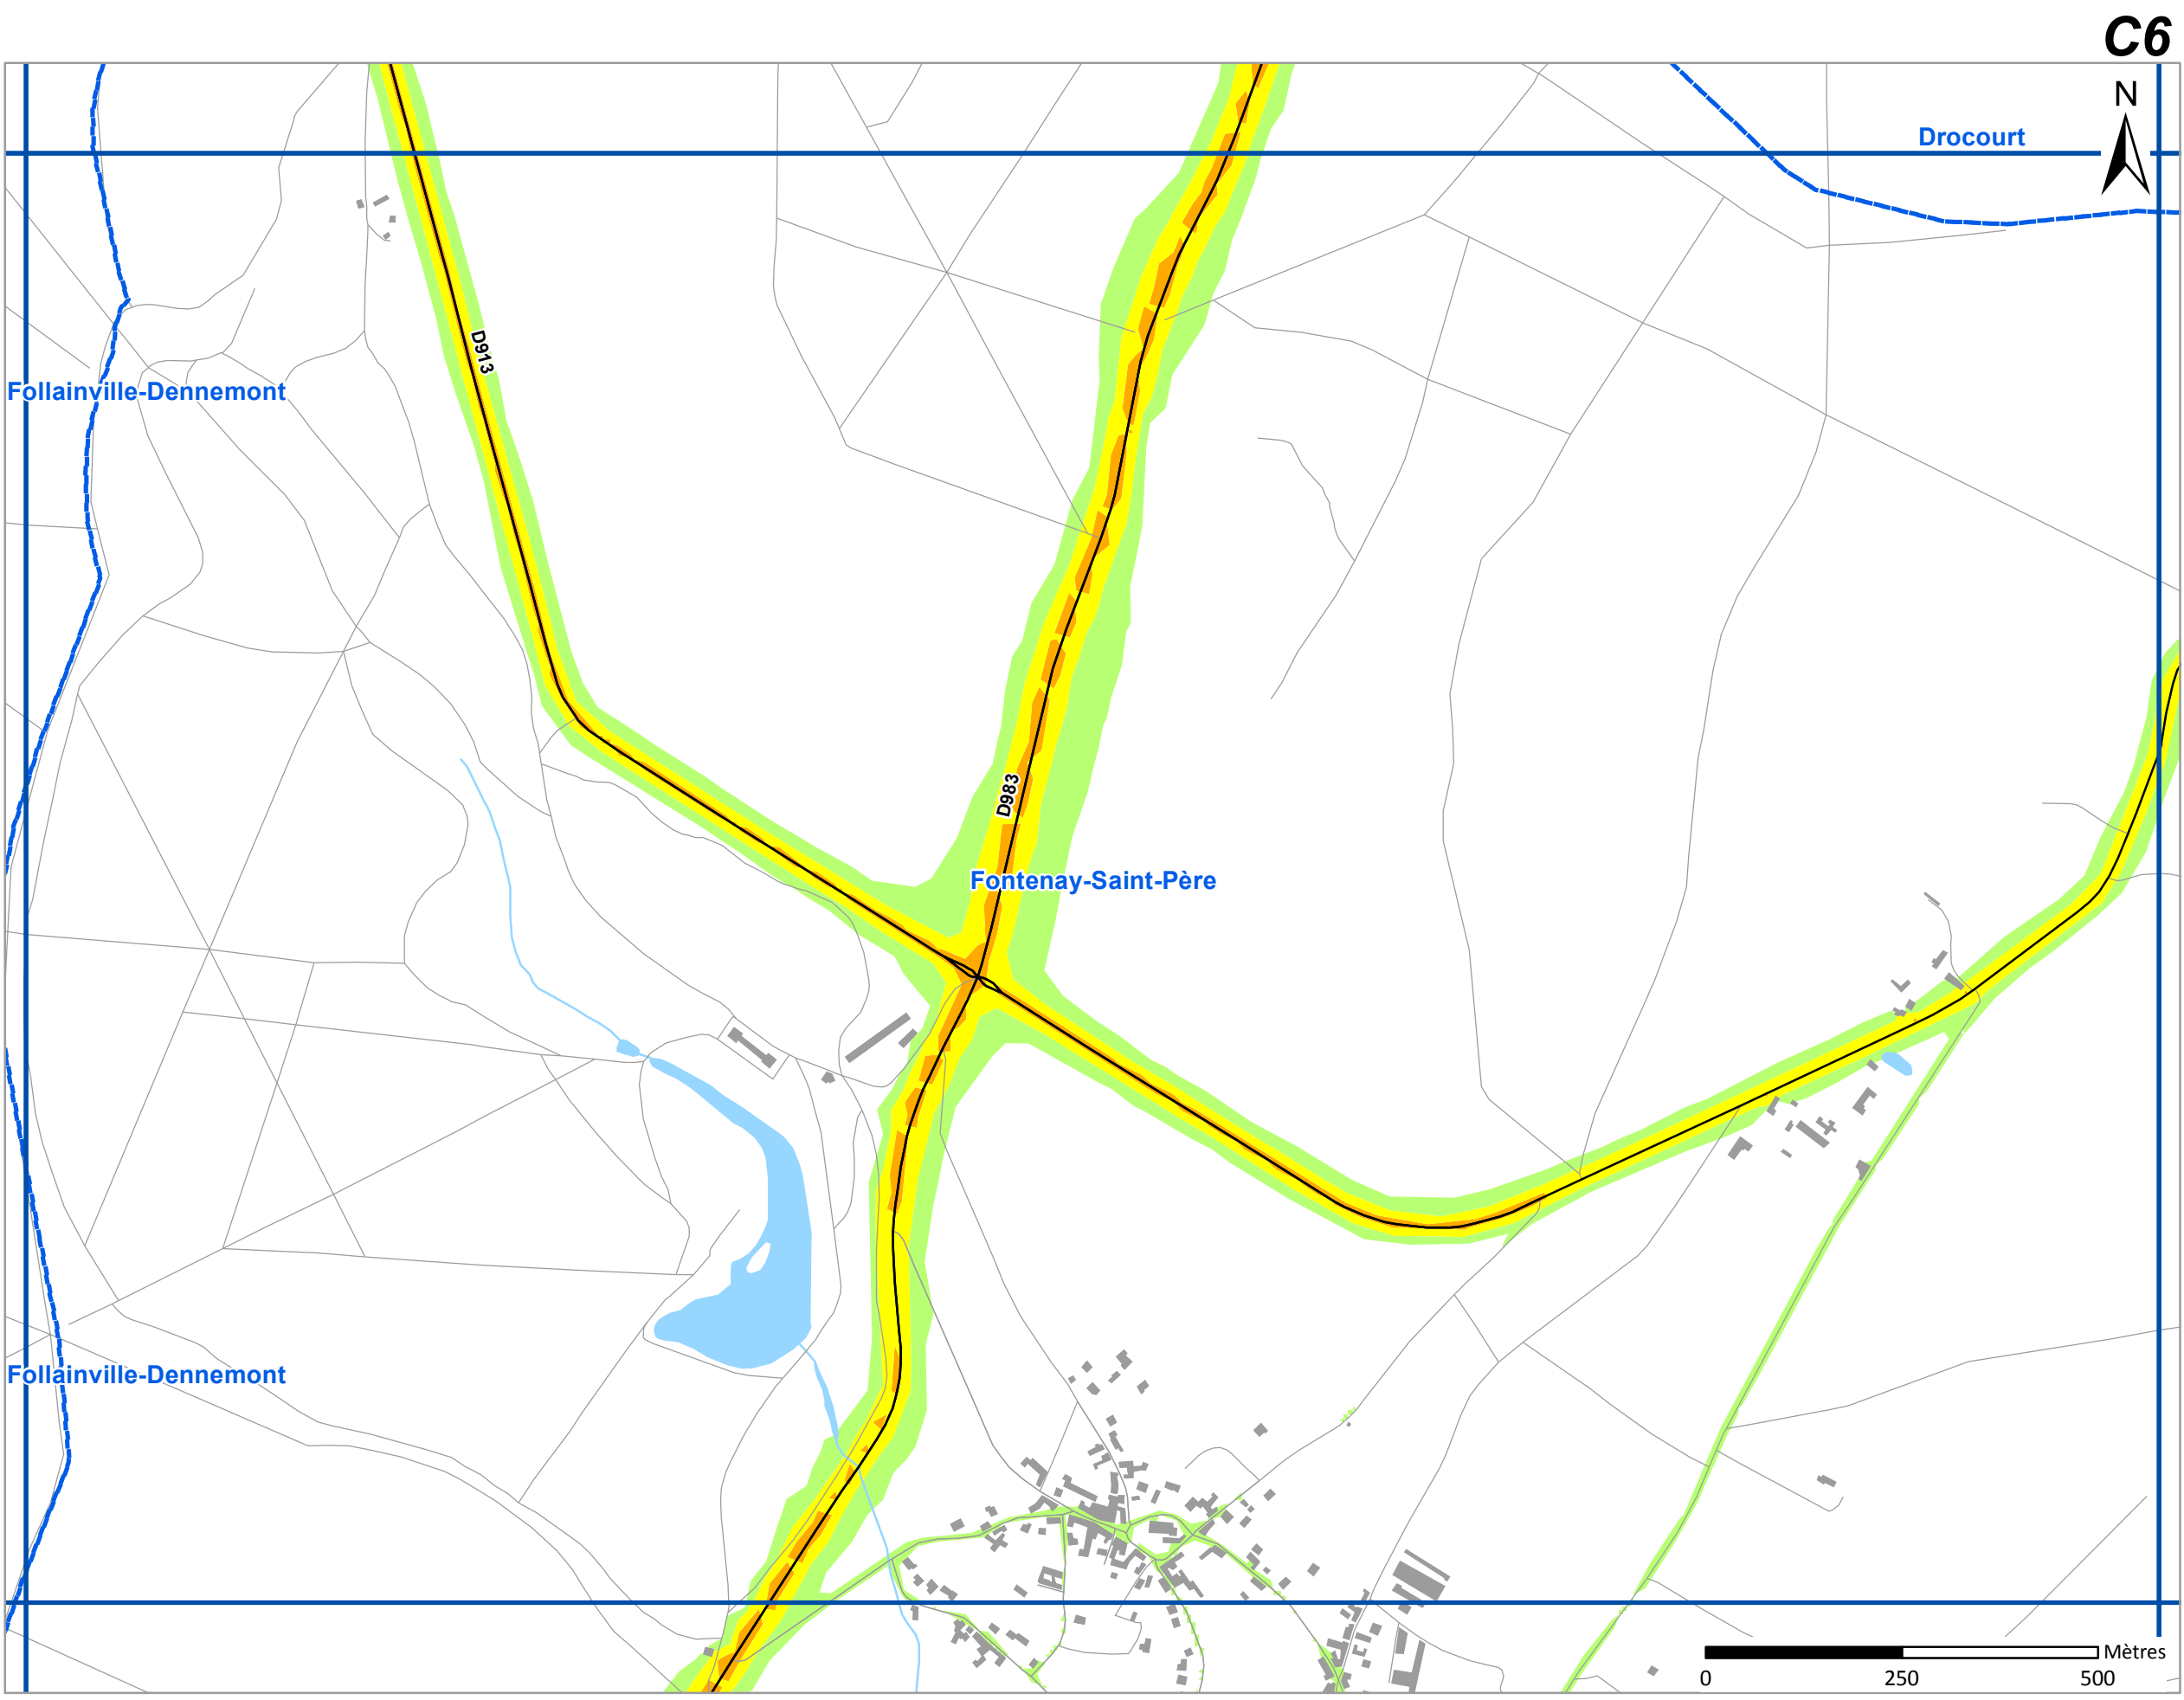 C6
N
Drocourt
D913
Follainville-Dennemont
D983
Fontenay-Saint-Père
Follainville-Dennemont
Mètres
0 250 500